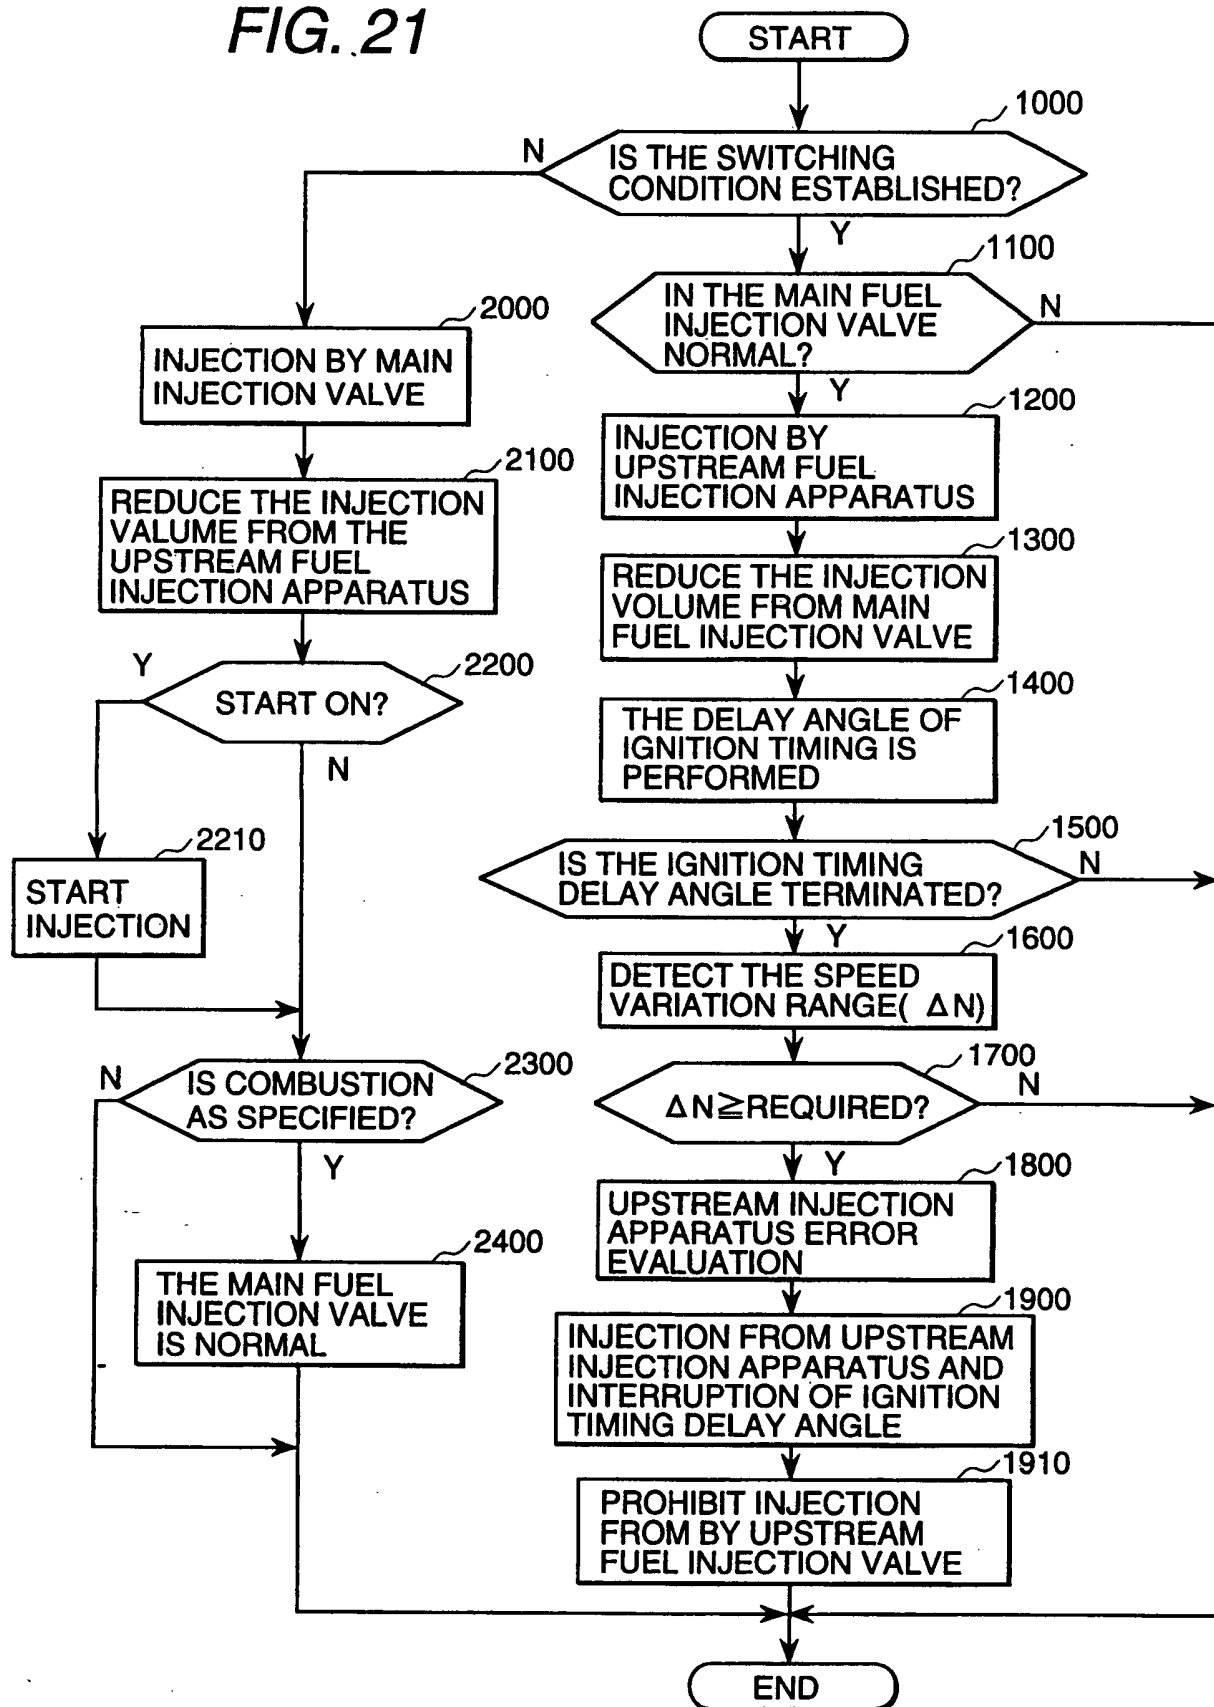 FIG. 21
START
1000
IS THE SWITCHING
CONDITION ESTABLISHED?
N
Y
1100
IN THE MAIN FUEL
INJECTION VALVE
NORMAL?
N
Y
1200
INJECTION BY
UPSTREAM FUEL
INJECTION APPARATUS
1300
REDUCE THE INJECTION
VOLUME FROM MAIN
FUEL INJECTION VALVE
1400
THE DELAY ANGLE OF
IGNITION TIMING IS
PERFORMED
1500
IS THE IGNITION TIMING
DELAY ANGLE TERMINATED?
N
Y
1600
DETECT THE SPEED
VARIATION RANGE( ΔN)
1700
ΔN≧REQUIRED?
N
Y
1800
UPSTREAM INJECTION
APPARATUS ERROR
EVALUATION
1900
INJECTION FROM UPSTREAM
INJECTION APPARATUS AND
INTERRUPTION OF IGNITION
TIMING DELAY ANGLE
1910
PROHIBIT INJECTION
FROM BY UPSTREAM
FUEL INJECTION VALVE
2000
INJECTION BY MAIN
INJECTION VALVE
2100
REDUCE THE INJECTION
VALUME FROM THE
UPSTREAM FUEL
INJECTION APPARATUS
2200
START ON?
Y
N
2210
START
INJECTION
2300
IS COMBUSTION
AS SPECIFIED?
N
Y
2400
THE MAIN FUEL
INJECTION VALVE
IS NORMAL
END